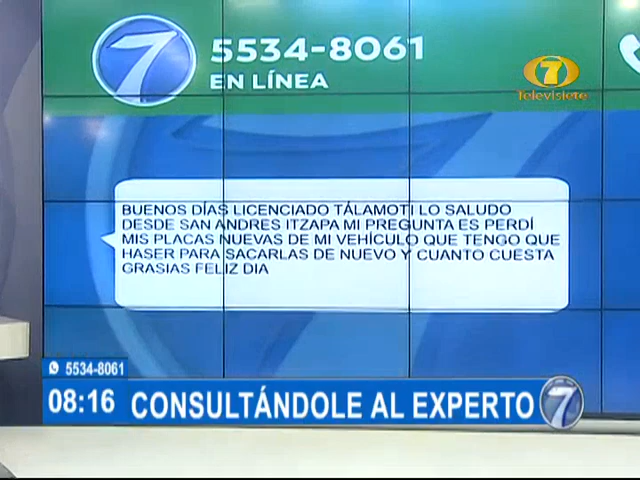 7
5534-8061
EN LÍNEA
7
Televisiete
BUENOS DÍAS LICENCIADO TÁLAMOTI LO SALUDO
DESDE SAN ANDRES ITZAPA MI PREGUNTA ES PERDÍ
MIS PLACAS NUEVAS DE MI VEHÍCULO QUE TENGO QUE
HASER PARA SACARLAS DE NUEVO Y CUANTO CUESTA
GRASIAS FELIZ DIA
5534-8061
08:16 CONSULTÁNDOLE AL EXPERTO 7